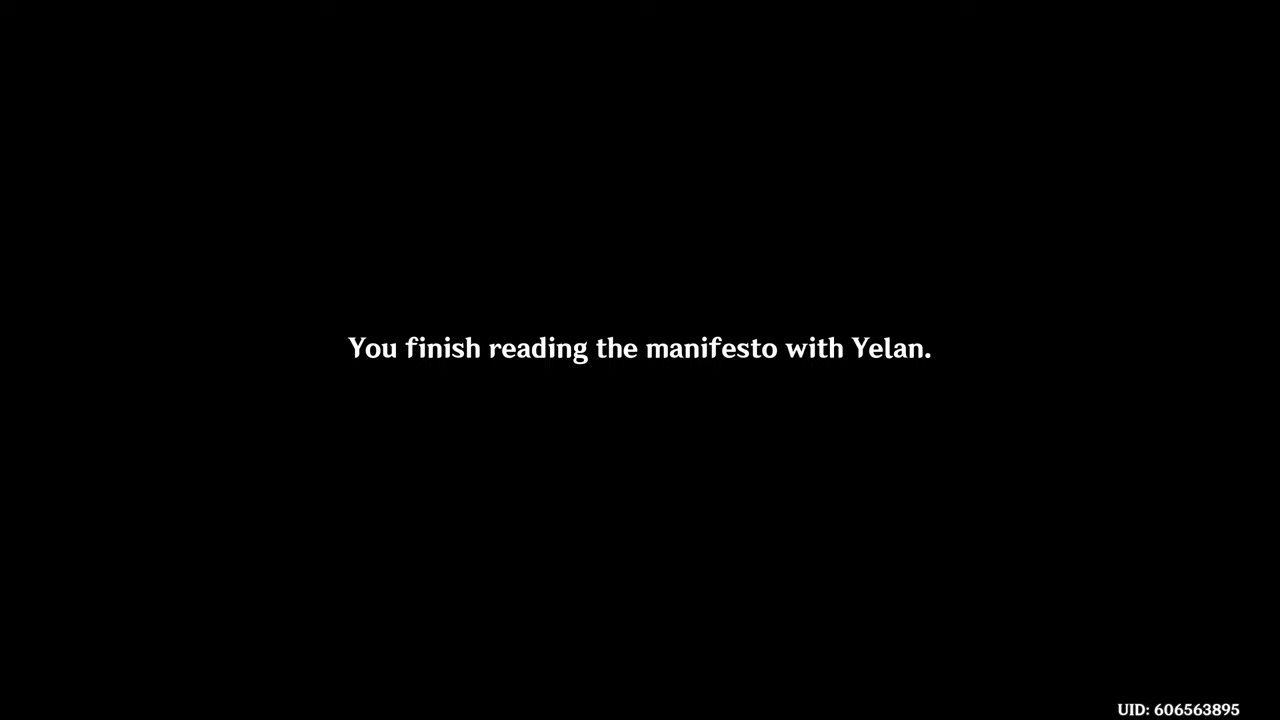 You finish reading the manifesto with Yelan.
UID: 606563895